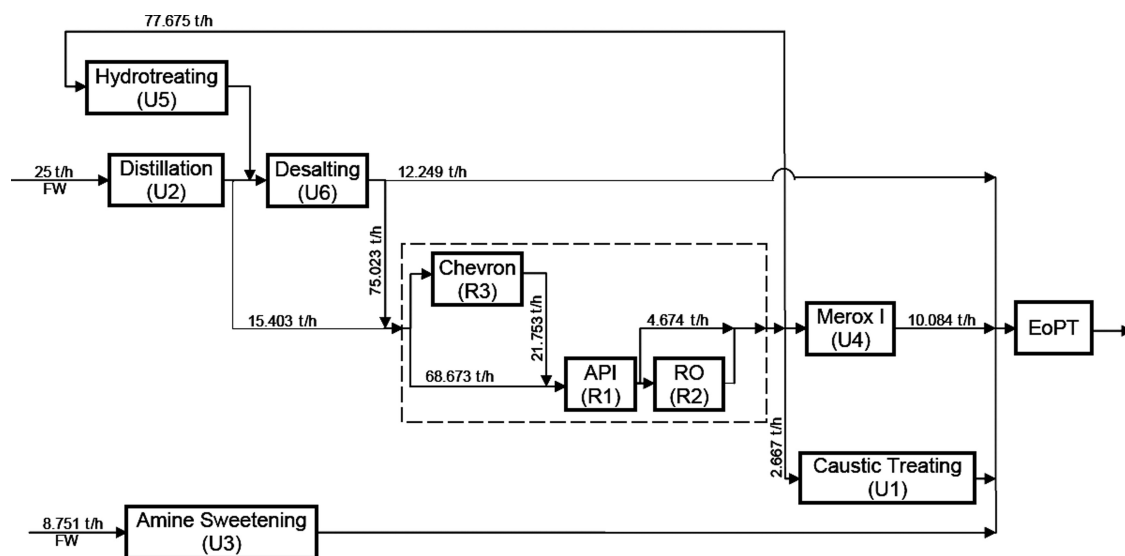 77.675 t/h
Hydrotreating
(U5)
25 t/h
FW
Distillation
(U2)
Desalting
(U6)
12.249 t/h
75.023 t/h
15.403 t/h
Chevron
(R3)
21.753 t/h
68.673 t/h
API
(R1)
4.674 t/h
RO
(R2)
Merox I
(U4)
10.084 t/h
EoPT
2.667 t/h
Caustic Treating
(U1)
8.751 t/h
FW
Amine Sweetening
(U3)